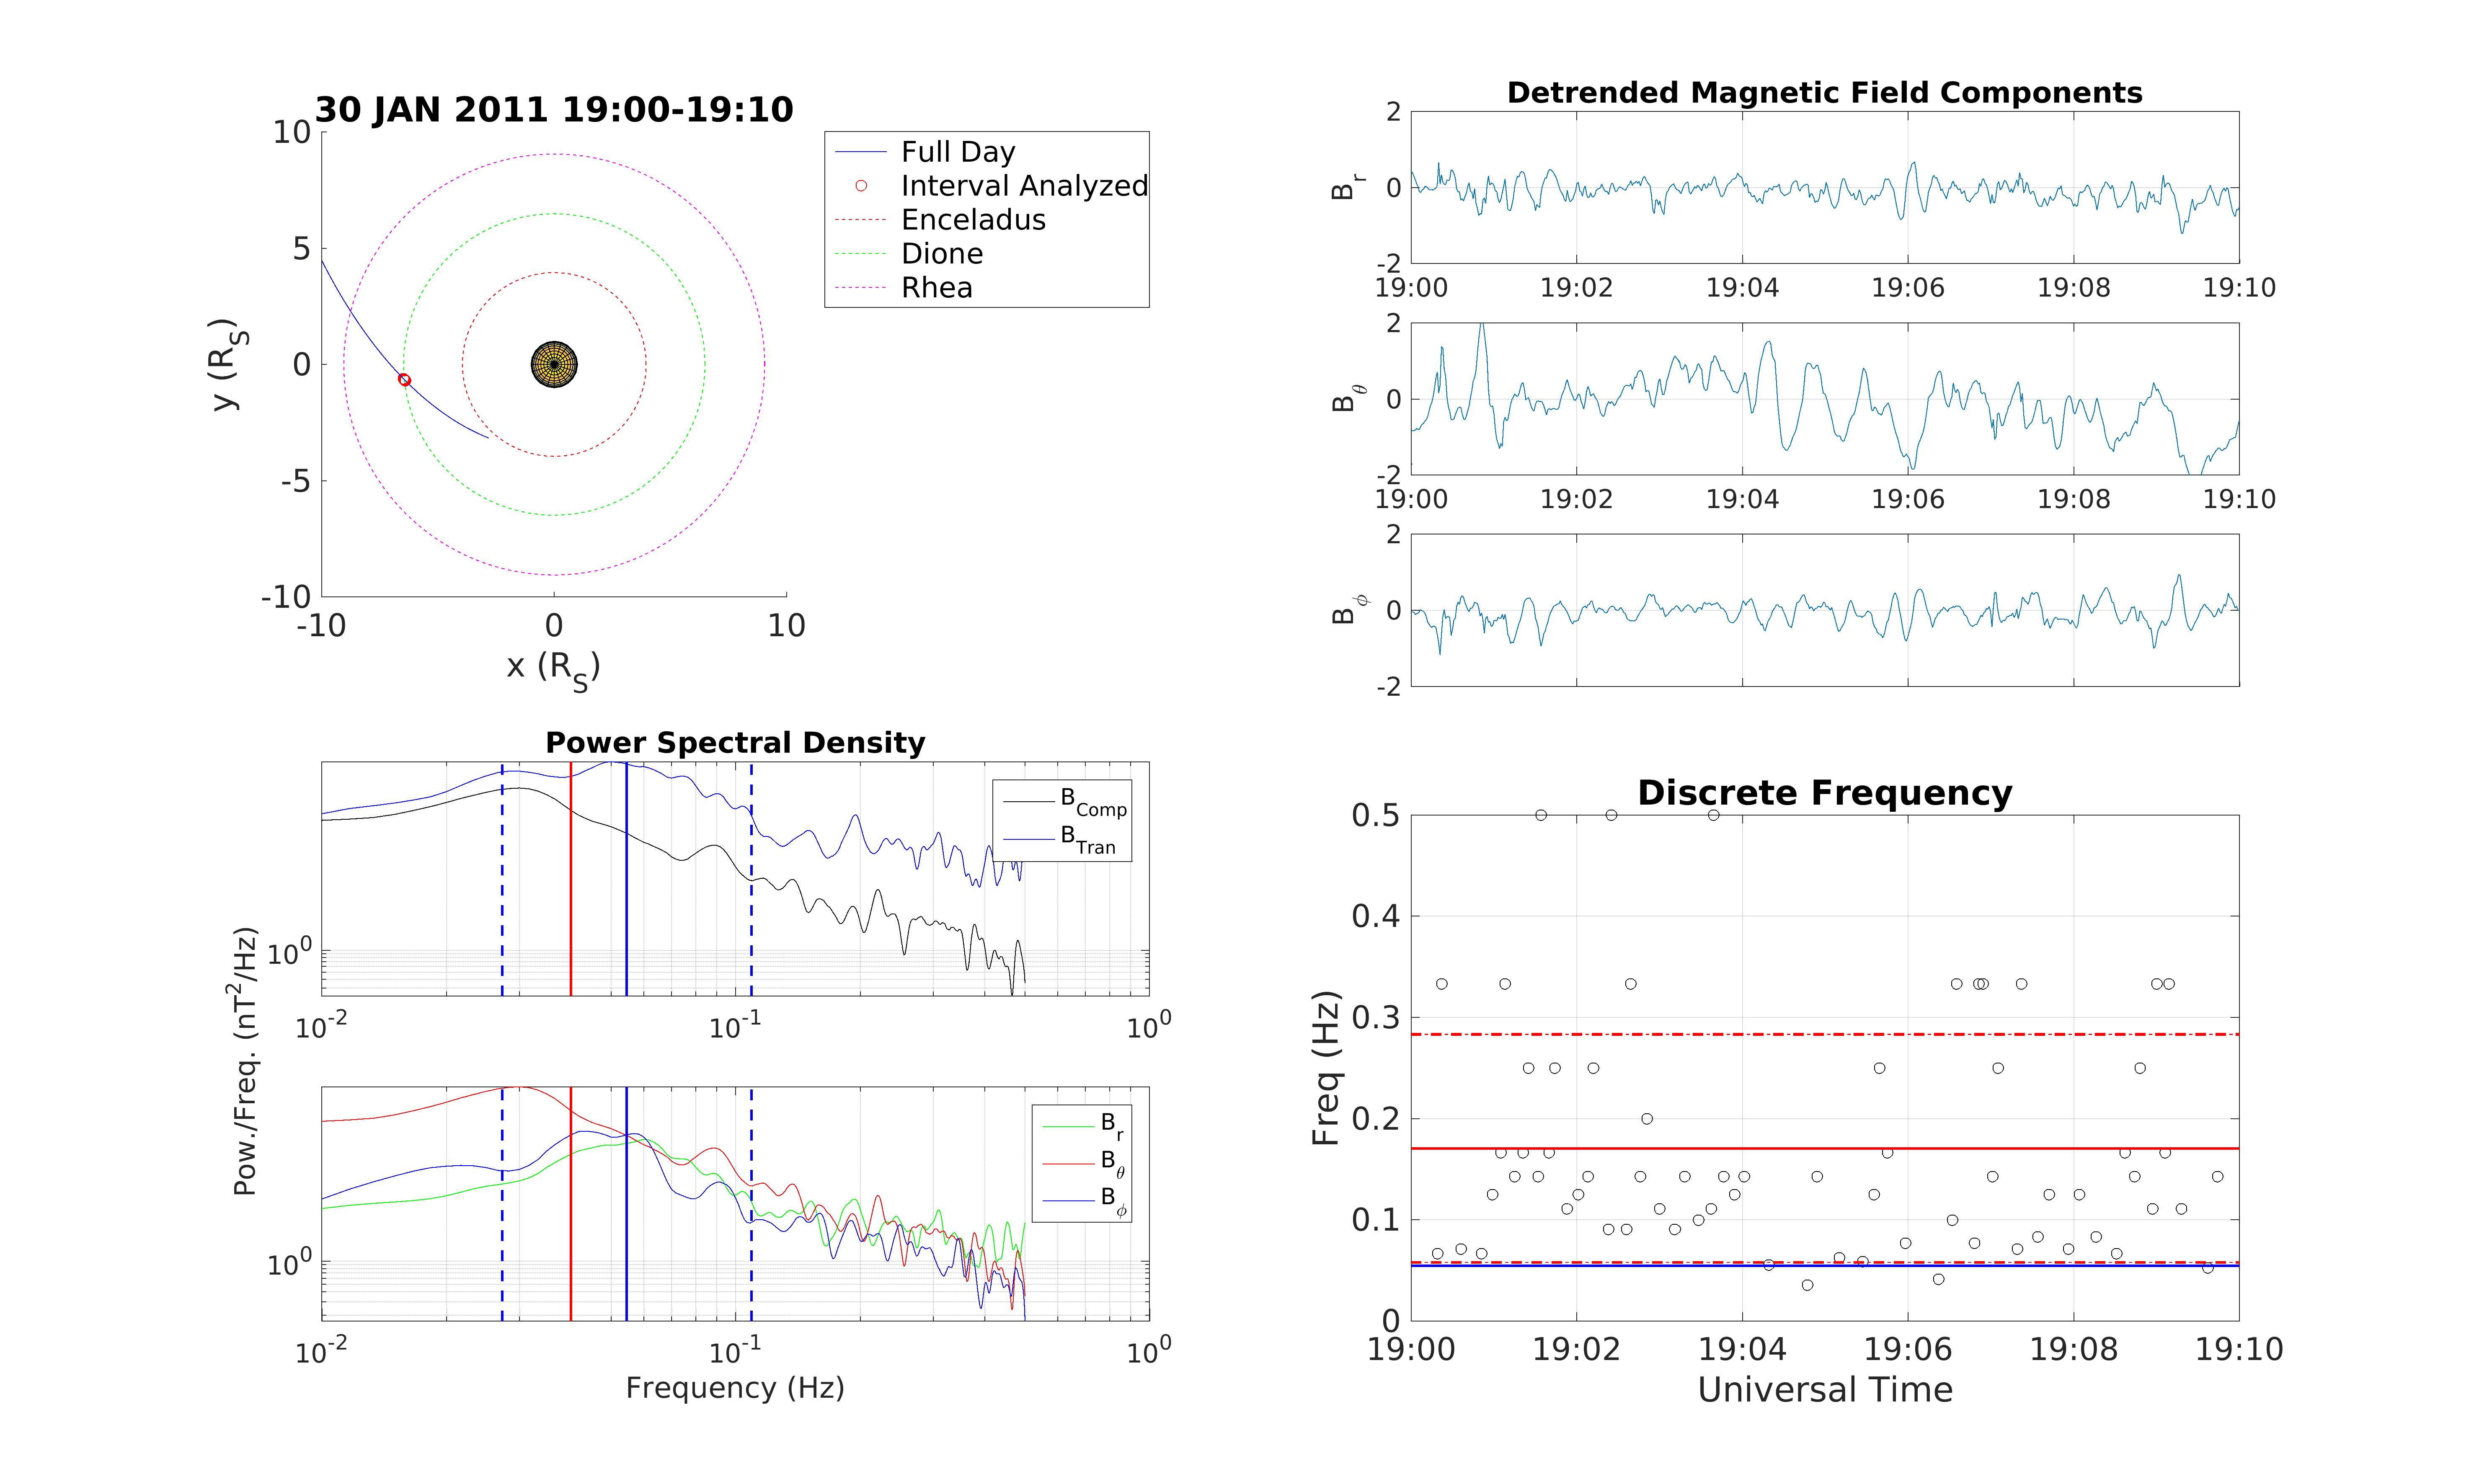 30 JAN 2011 19:00-19:10
10
5
0
-5
-10
-10
0
10
y (R_S)
x (R_S)
Full Day
Interval Analyzed
Enceladus
Dione
Rhea
Detrended Magnetic Field Components
B_r
2
0
-2
19:00 19:02 19:04 19:06 19:08 19:10
B_θ
2
0
-2
19:00 19:02 19:04 19:06 19:08 19:10
B_ϕ
2
0
-2
Power Spectral Density
B_Comp
B_Tran
10^0
10^-2 10^-1 10^0
Pow./Freq. (nT^2/Hz)
B_r
B_θ
B_ϕ
10^0
10^-2 10^-1 10^0
Frequency (Hz)
Discrete Frequency
0.5
0.4
0.3
0.2
0.1
0
Freq (Hz)
19:00 19:02 19:04 19:06 19:08 19:10
Universal Time